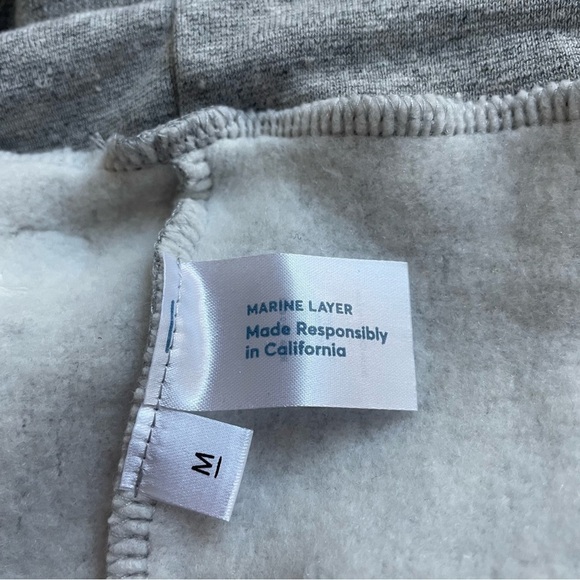 MARINE LAYER
Made Responsibly
in California
M